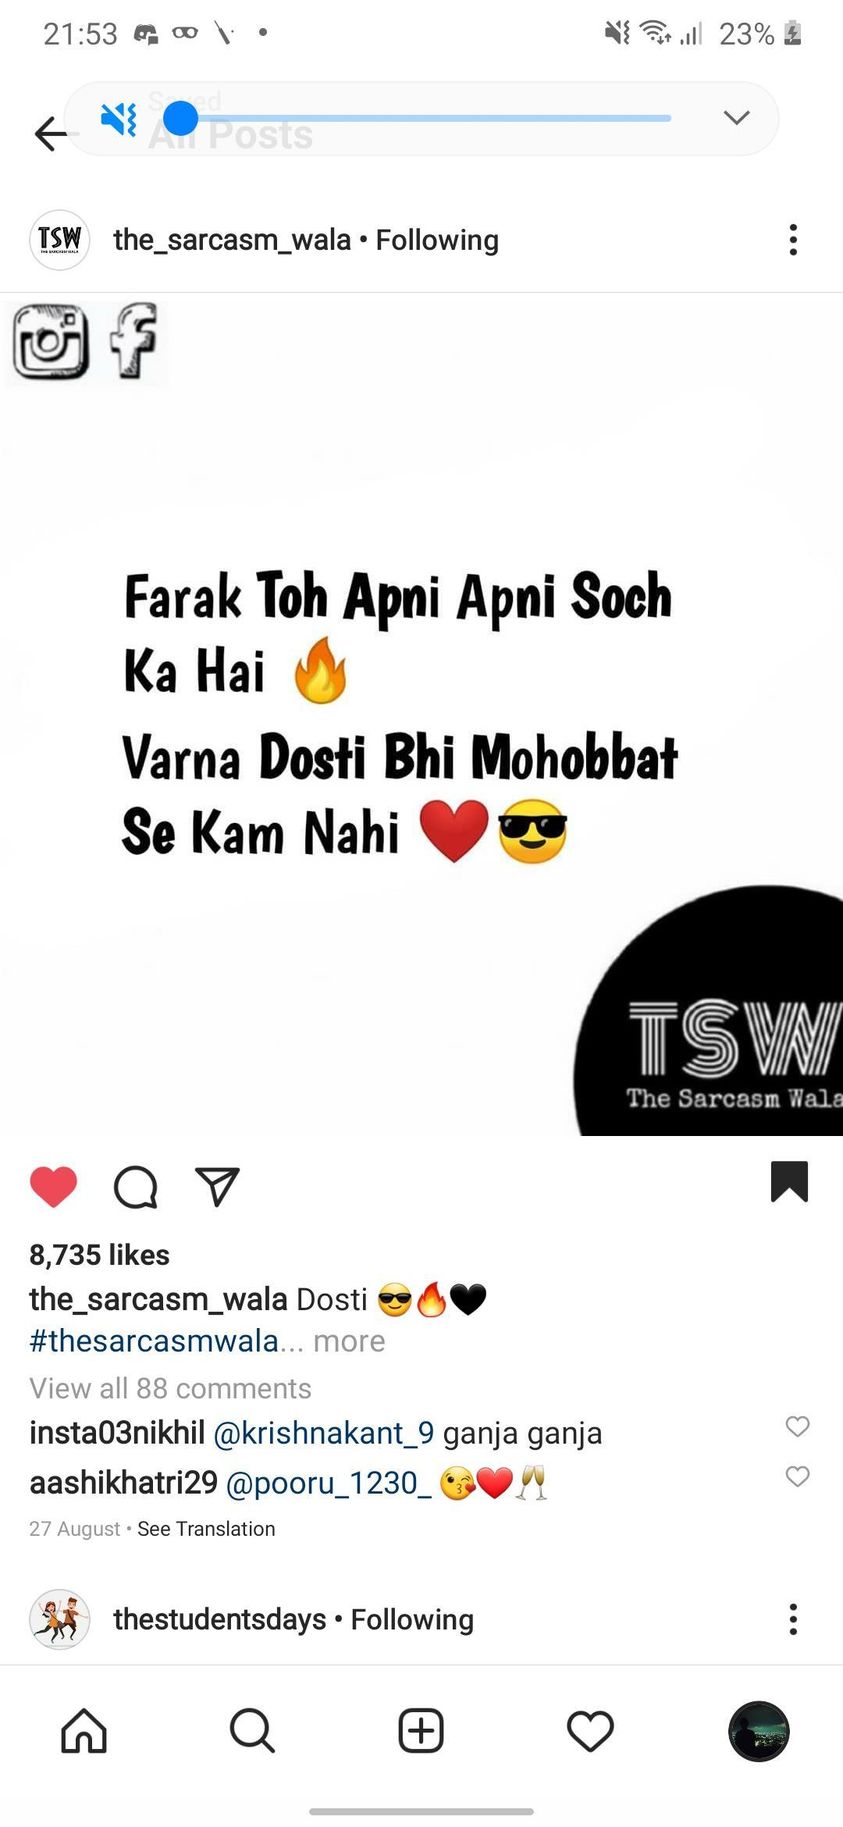 21:53
23%
Saved
All Posts
TSW
the_sarcasm_wala • Following
Farak Toh Apni Apni Soch
Ka Hai 🔥
Varna Dosti Bhi Mohobbat
Se Kam Nahi ❤️😎
TSW
The Sarcasm Wala
8,735 likes
the_sarcasm_wala Dosti 😎🔥🖤
#thesarcasmwala... more
View all 88 comments
insta03nikhil @krishnakant_9 ganja ganja
aashikhatri29 @pooru_1230_ 😘❤️🥂
27 August • See Translation
thestudentsdays • Following